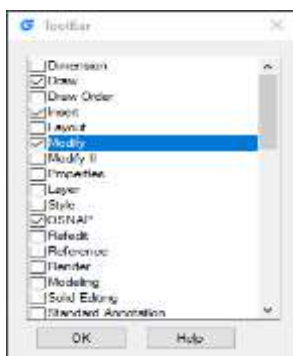 ToolBar
Dimension
Draw
Draw Order
Insert
Layout
Modify
Modify II
Properties
Layer
Style
OSNAP
Refedit
Reference
Render
Modeling
Solid Editing
Standard Annotation
OK
Help